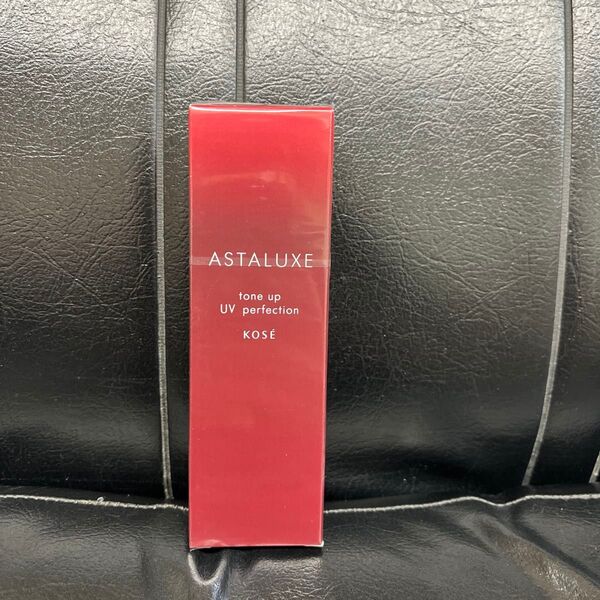 ASTALUXE
tone up
UV perfection
KOSÉ